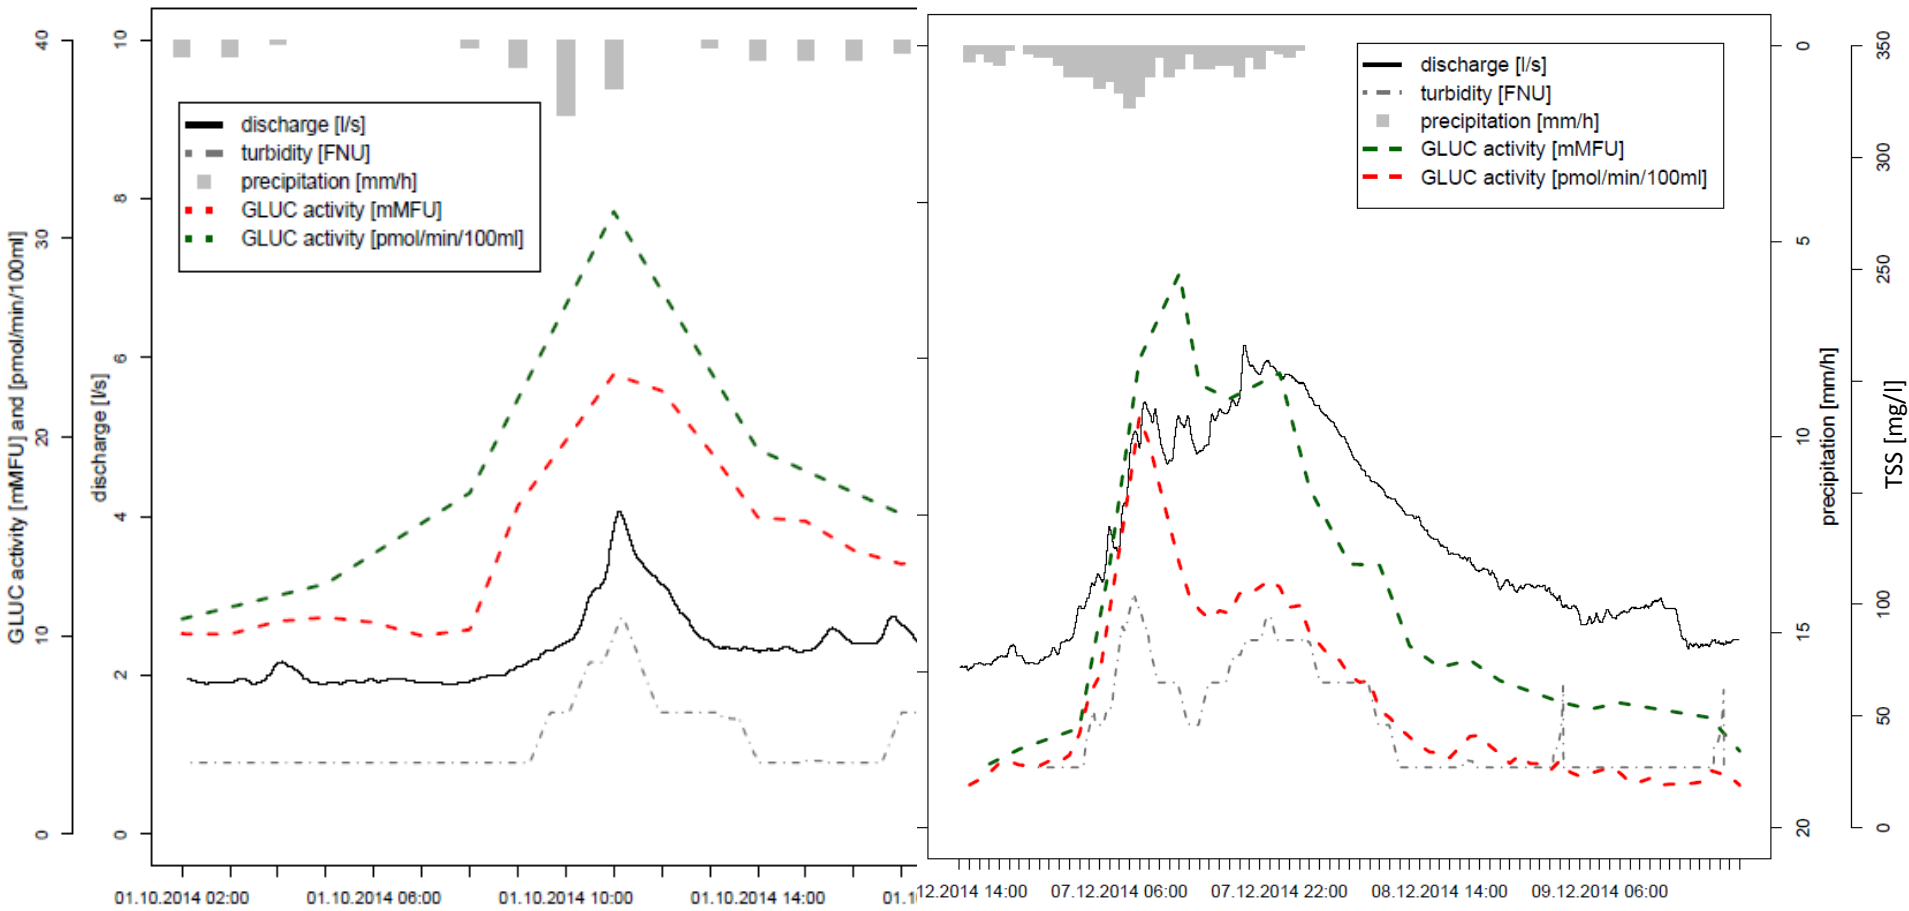 GLUC activity [mMFU] and [pmol/min/100ml]
40
30
20
10
0
discharge [l/s]
10
8
6
4
2
0
discharge [l/s]
turbidity [FNU]
precipitation [mm/h]
GLUC activity [mMFU]
GLUC activity [pmol/min/100ml]
01.10.2014 02:00
01.10.2014 06:00
01.10.2014 10:00
01.10.2014 14:00
01.1
discharge [l/s]
turbidity [FNU]
precipitation [mm/h]
GLUC activity [mMFU]
GLUC activity [pmol/min/100ml]
12.2014 14:00
07.12.2014 06:00
07.12.2014 22:00
08.12.2014 14:00
09.12.2014 06:00
0
5
10
15
20
precipitation [mm/h]
350
300
250
100
50
0
TSS [mg/l]